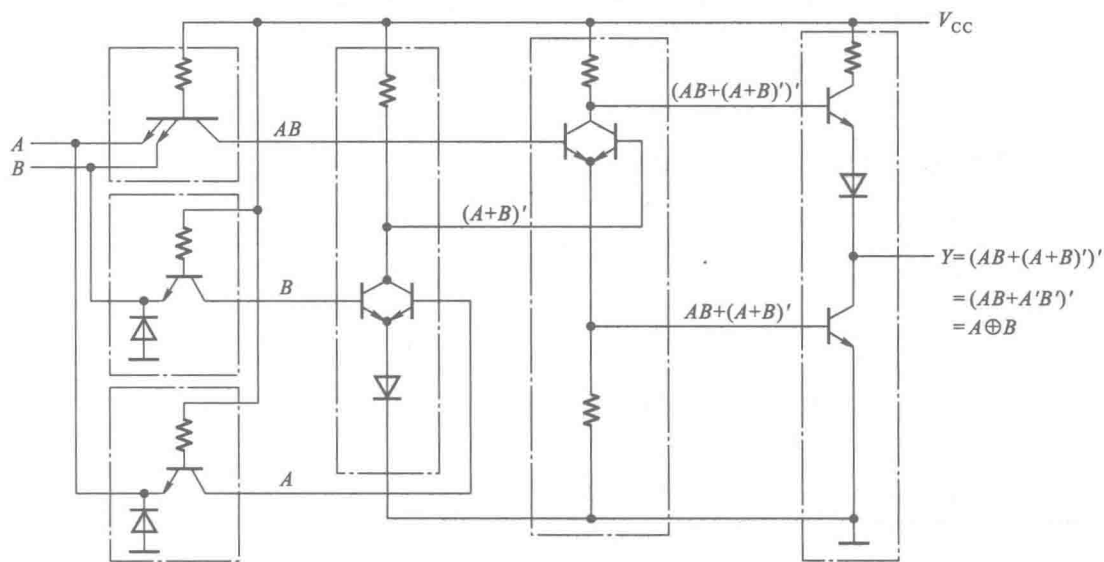 V_CC
(AB+(A+B)')'
A
AB
B
(A+B)'
Y=(AB+(A+B)')'
=(AB+A'B')'
=A⊕B
B
AB+(A+B)'
A